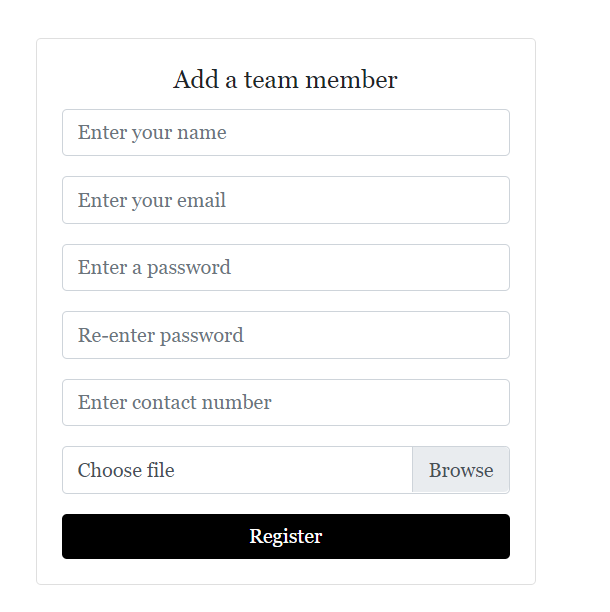 Add a team member
Enter your name
Enter your email
Enter a password
Re-enter password
Enter contact number
Choose file Browse
Register